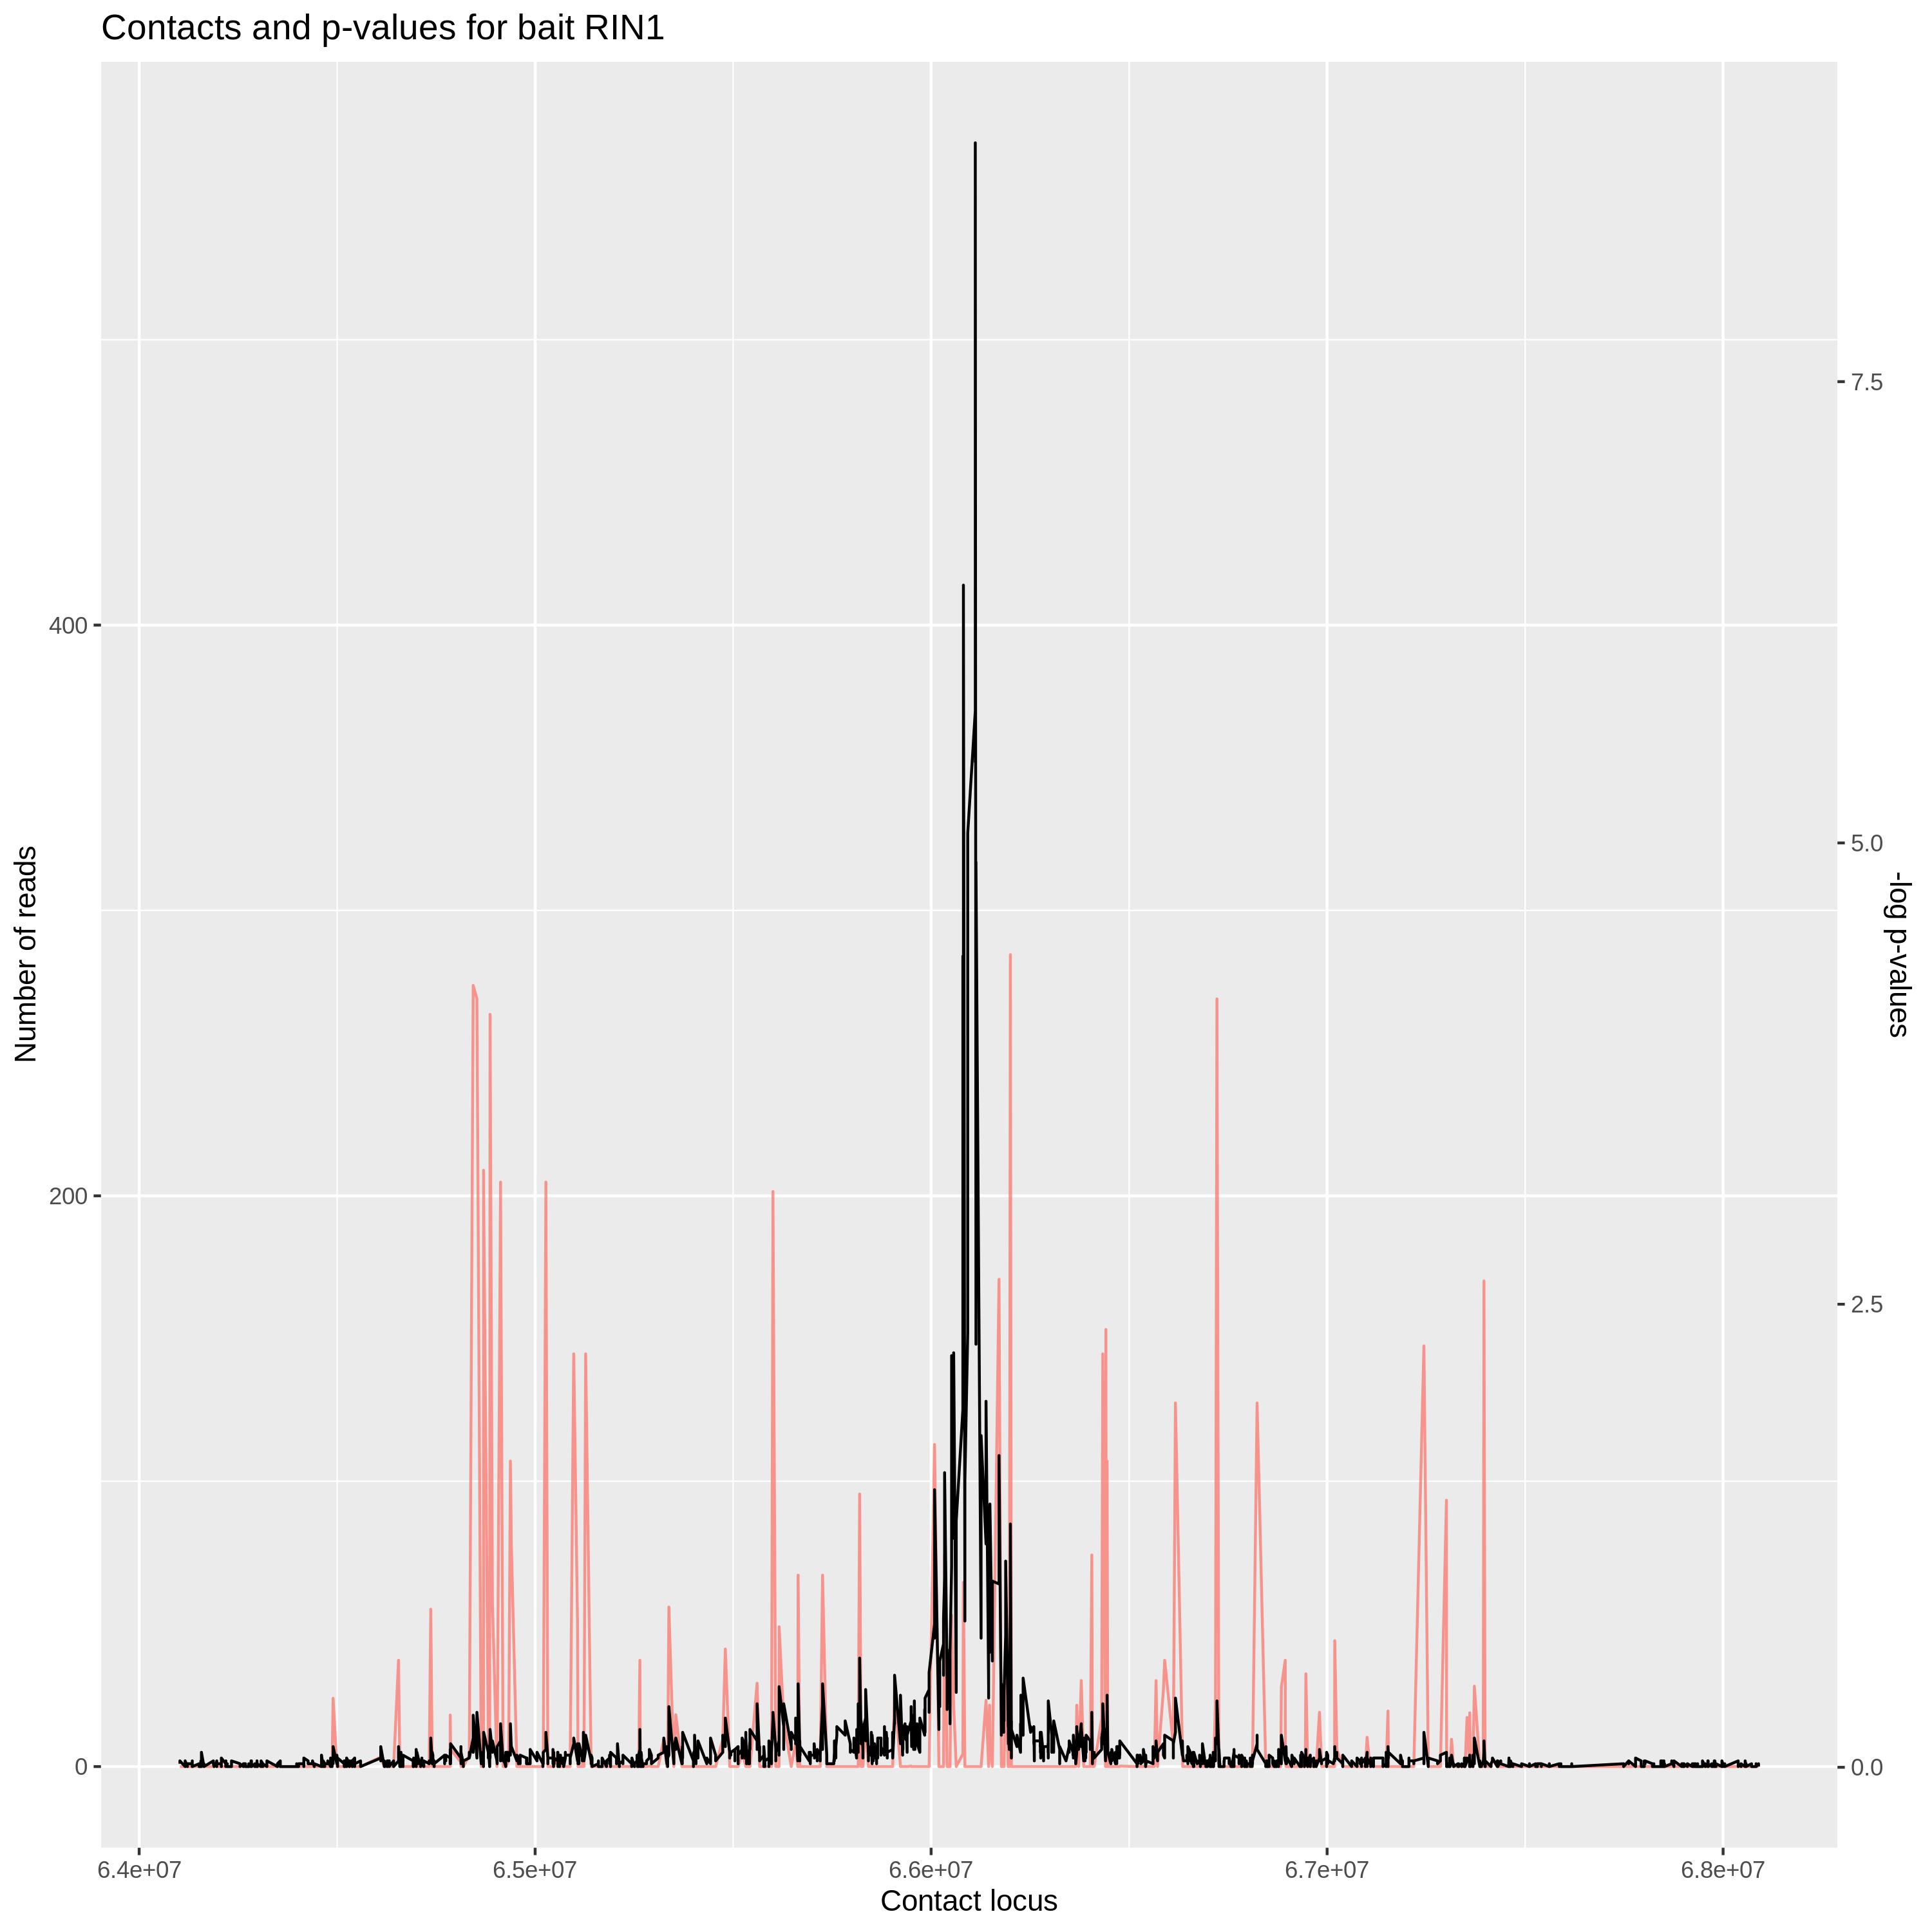 Contacts and p-values for bait RIN1
Number of reads
400
200
0
7.5
5.0
2.5
0.0
-log p-values
6.4e+07
6.5e+07
6.6e+07
6.7e+07
6.8e+07
Contact locus